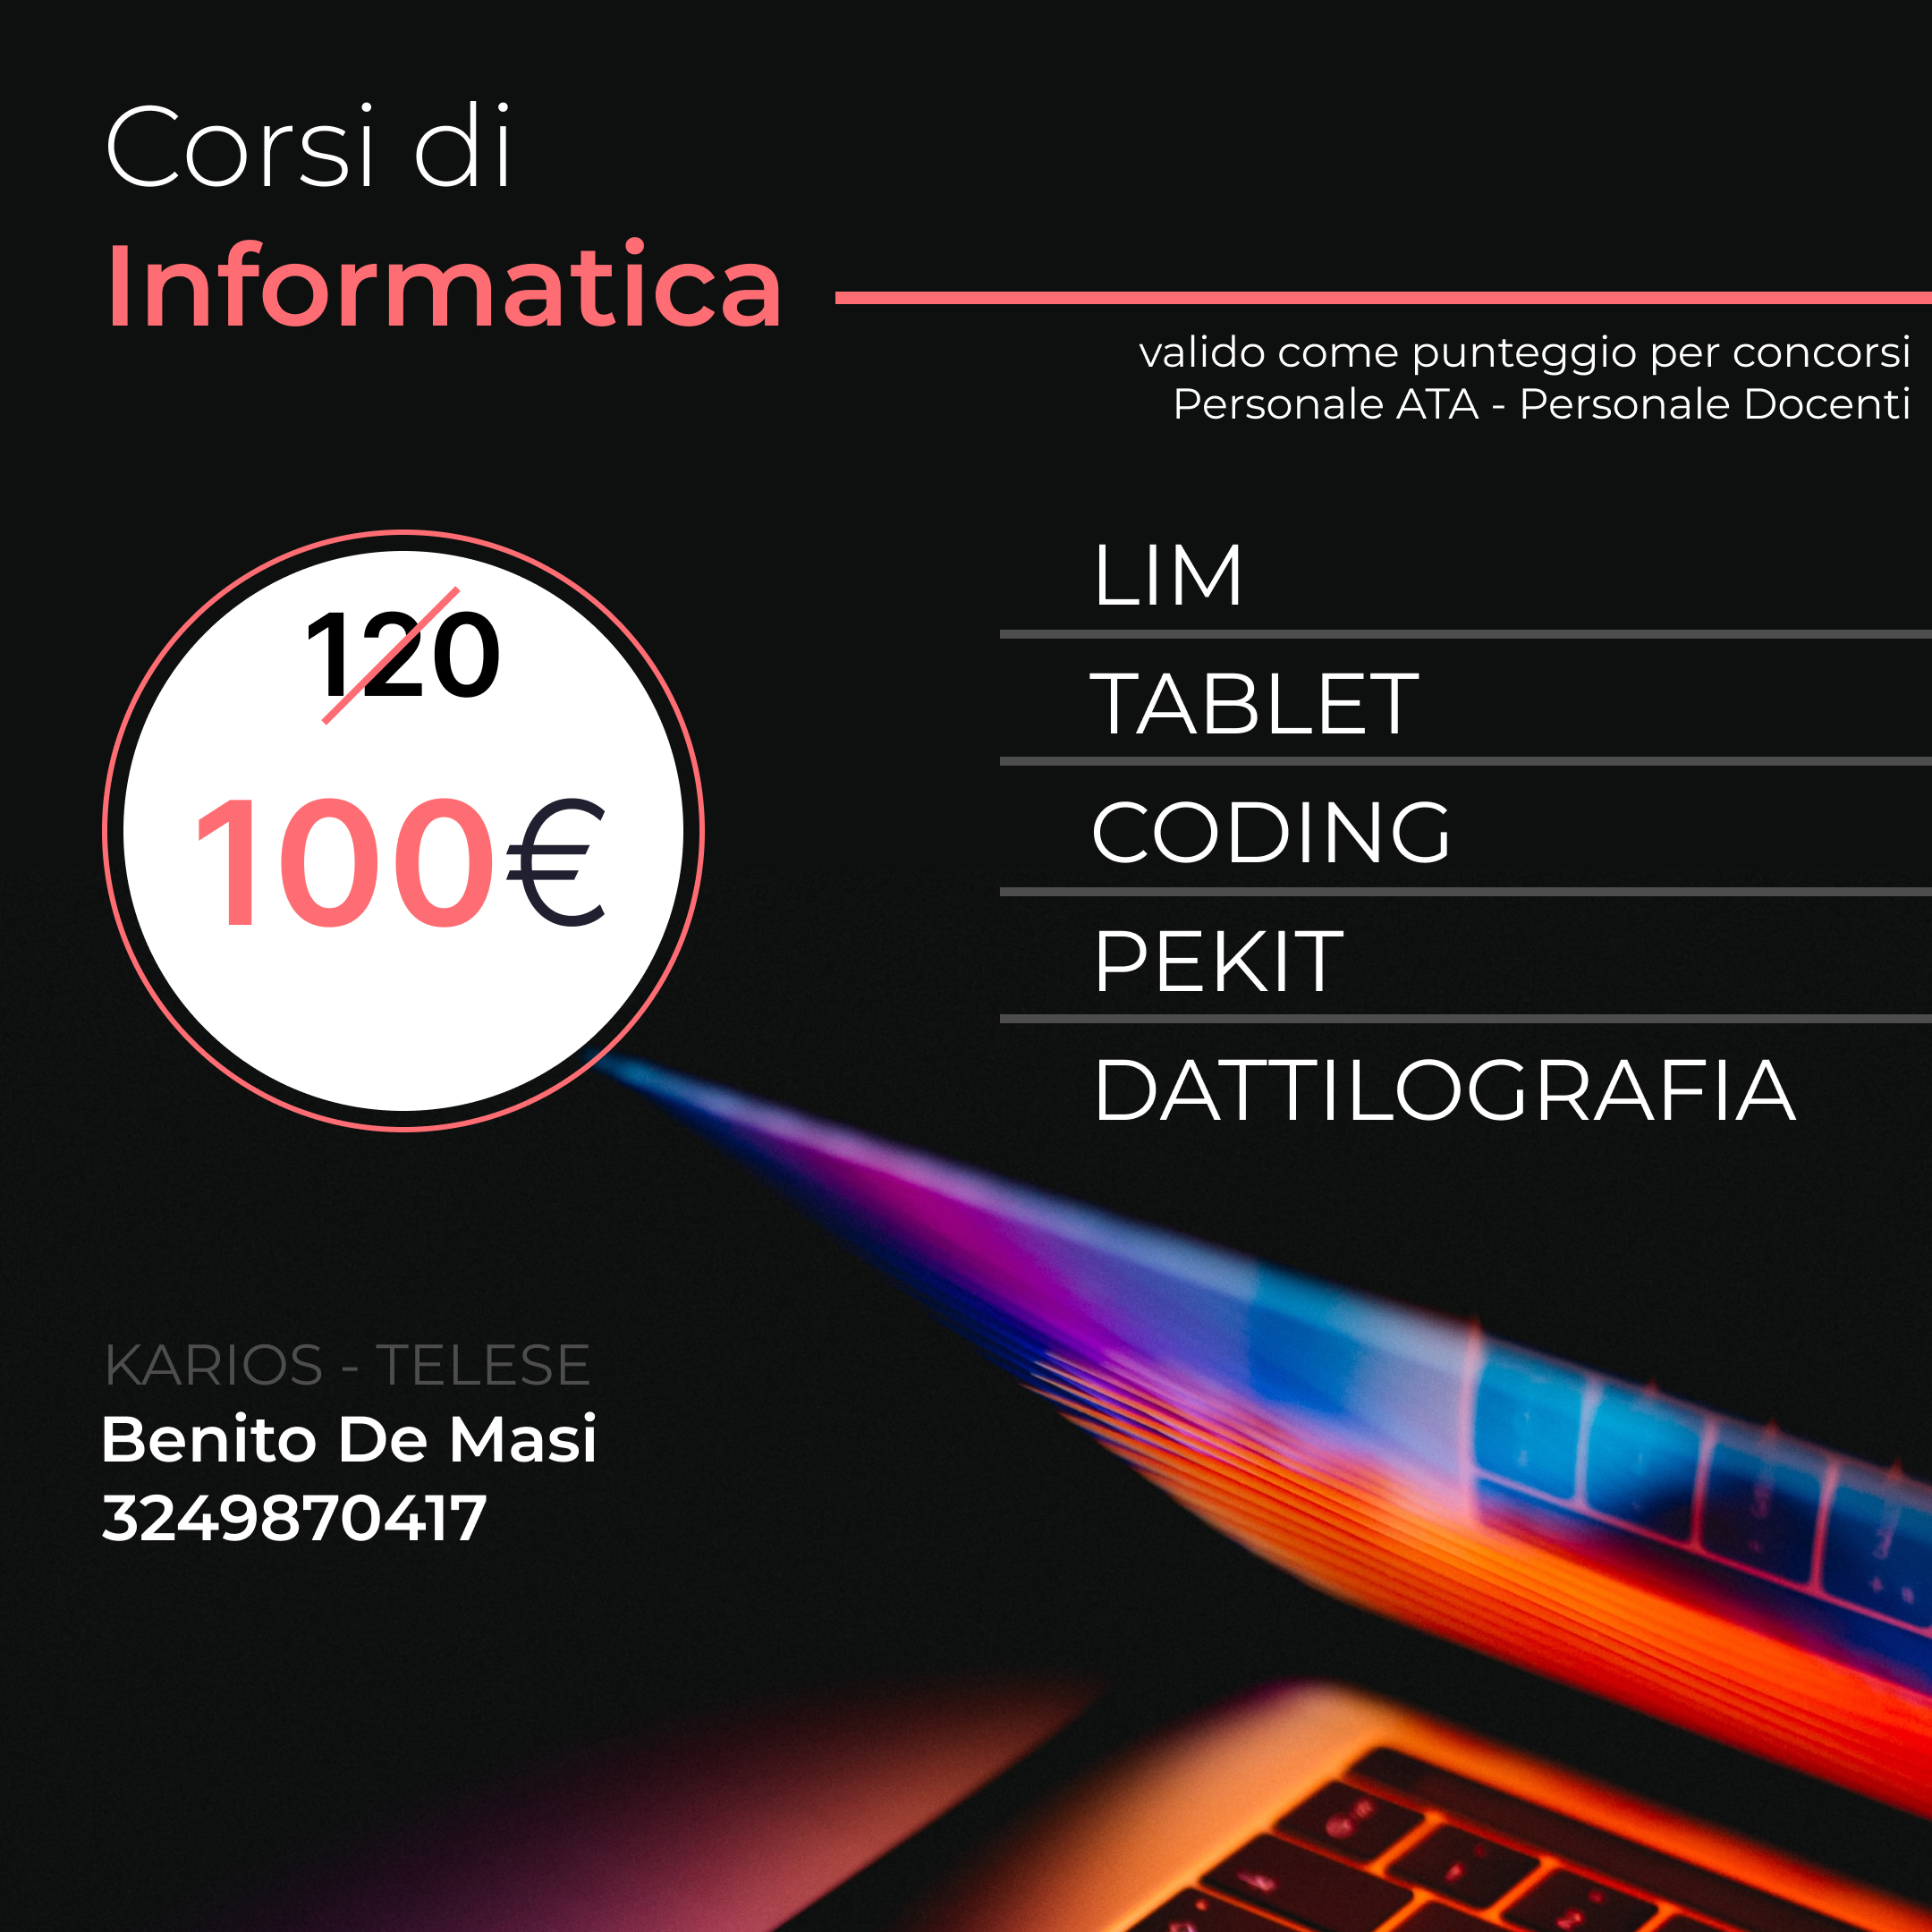 Corsi di
Informatica
valido come punteggio per concorsi
Personale ATA - Personale Docenti
120
100€
LIM
TABLET
CODING
PEKIT
DATTILOGRAFIA
KARIOS - TELESE
Benito De Masi
3249870417